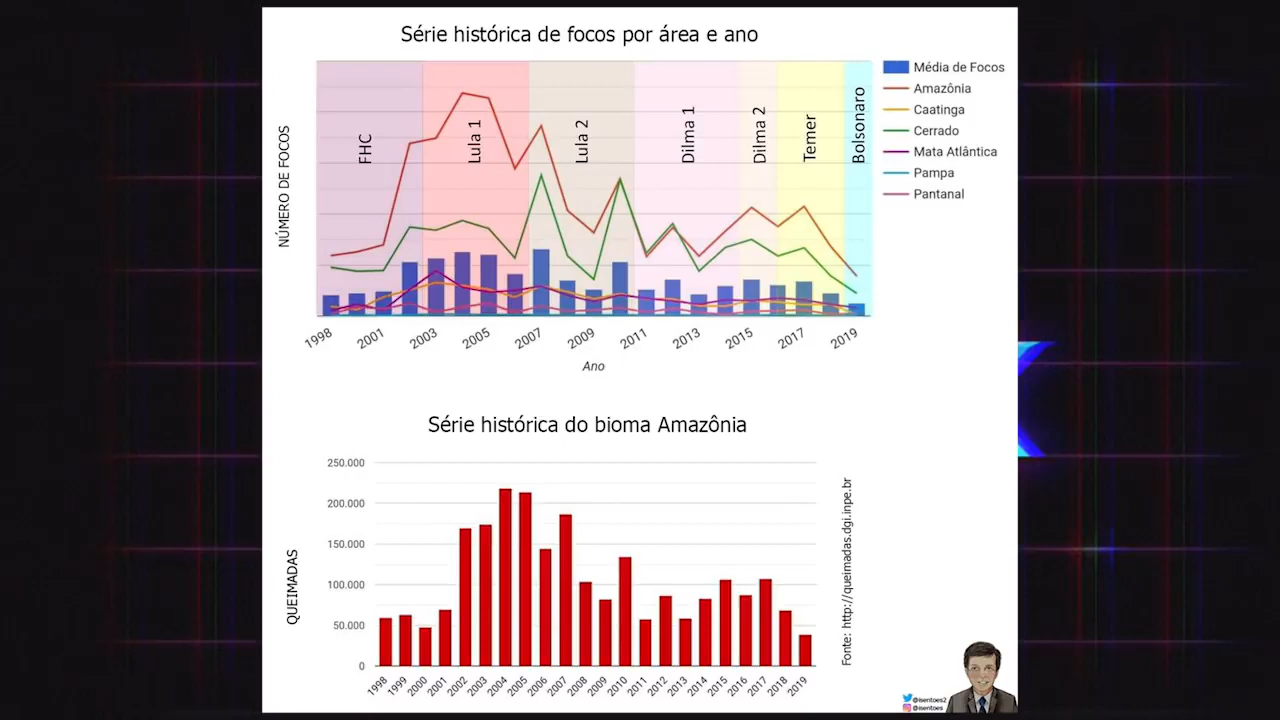 Série histórica de focos por área e ano
NÚMERO DE FOCOS
FHC
Lula 1
Lula 2
Dilma 1
Dilma 2
Temer
Bolsonaro
Média de Focos
Amazônia
Caatinga
Cerrado
Mata Atlântica
Pampa
Pantanal
1998 2001 2003 2005 2007 2009 2011 2013 2015 2017 2019
Ano
Série histórica do bioma Amazônia
QUEIMADAS
250.000
200.000
150.000
100.000
50.000
0
1998 1999 2000 2001 2002 2003 2004 2005 2006 2007 2008 2009 2010 2011 2012 2013 2014 2015 2016 2017 2018 2019
Fonte: http://queimadas.dgi.inpe.br
@isentoes2
@isentoes